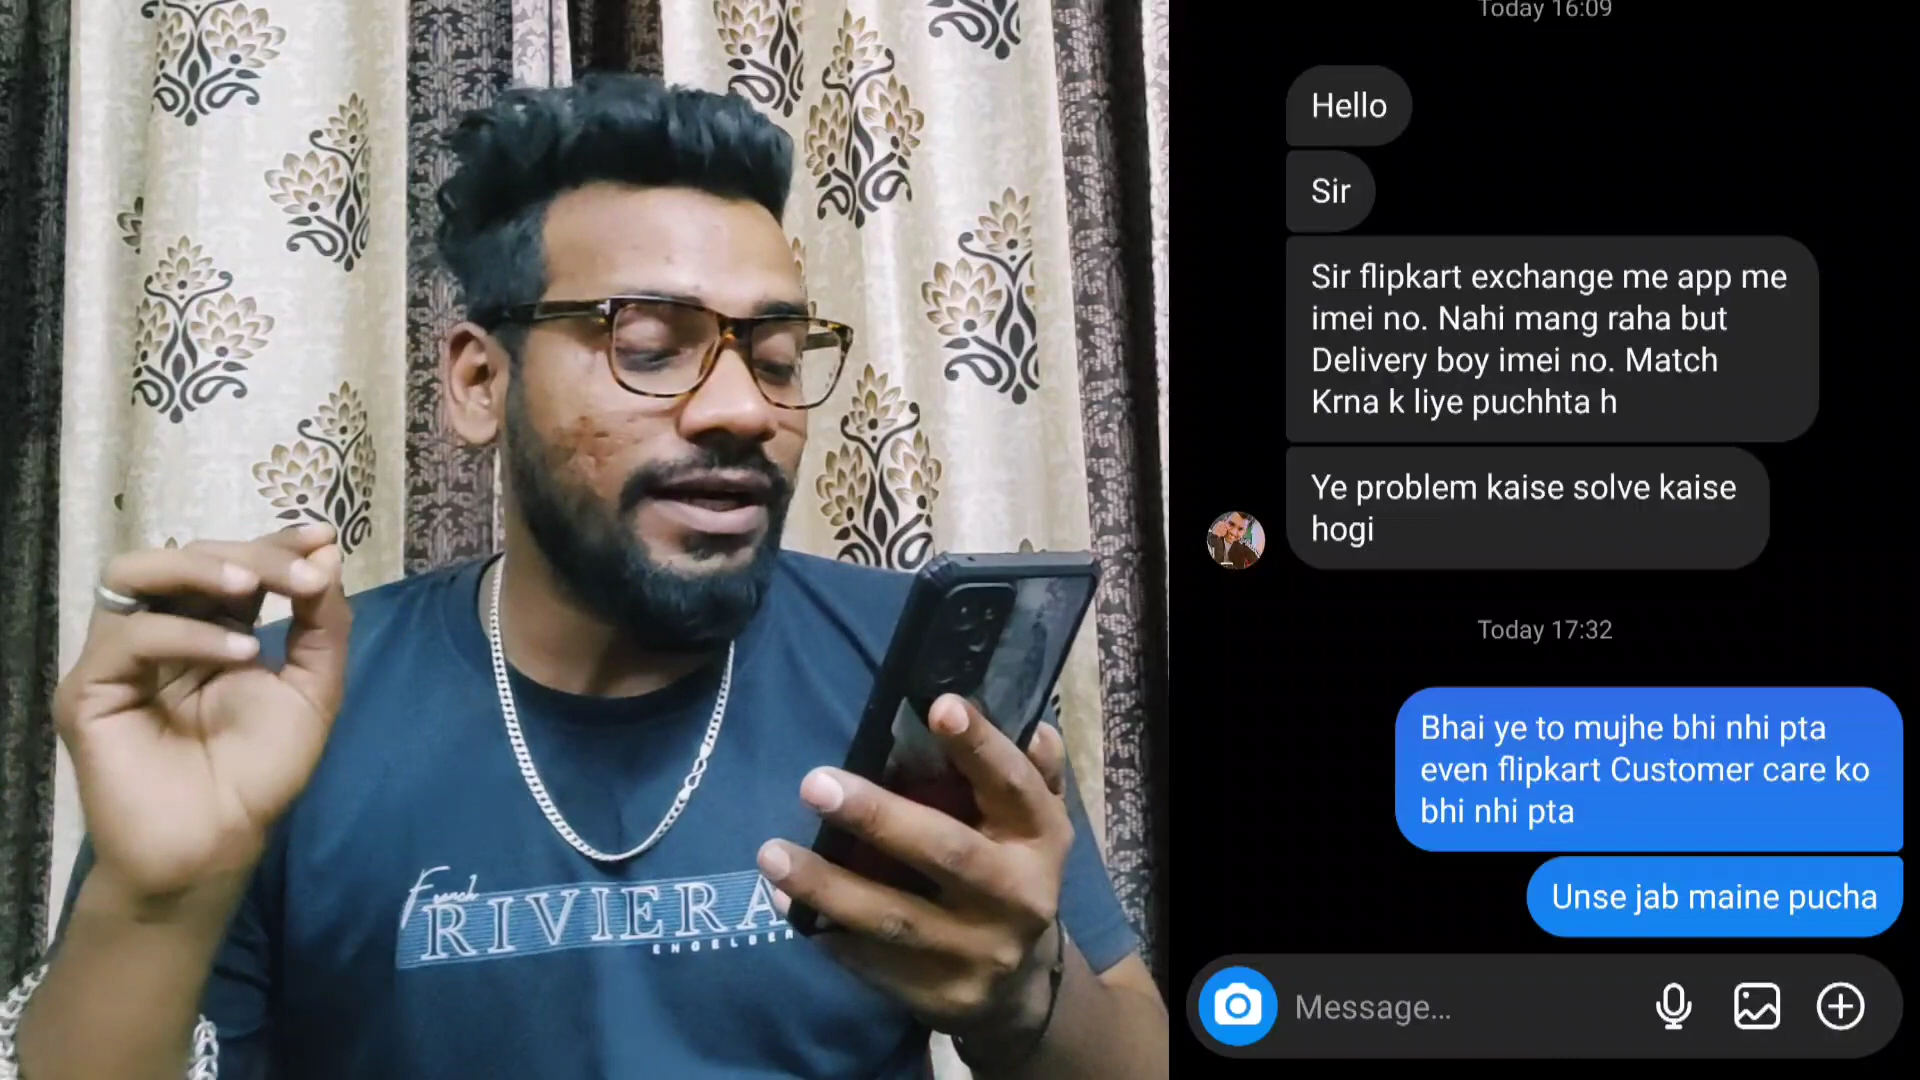 French
RIVIERA
ENGELBER
Today 16:09
Hello
Sir
Sir flipkart exchange me app me
imei no. Nahi mang raha but
Delivery boy imei no. Match
Krna k liye puchhta h
Ye problem kaise solve kaise
hogi
Today 17:32
Bhai ye to mujhe bhi nhi pta
even flipkart Customer care ko
bhi nhi pta
Unse jab maine pucha
Message...